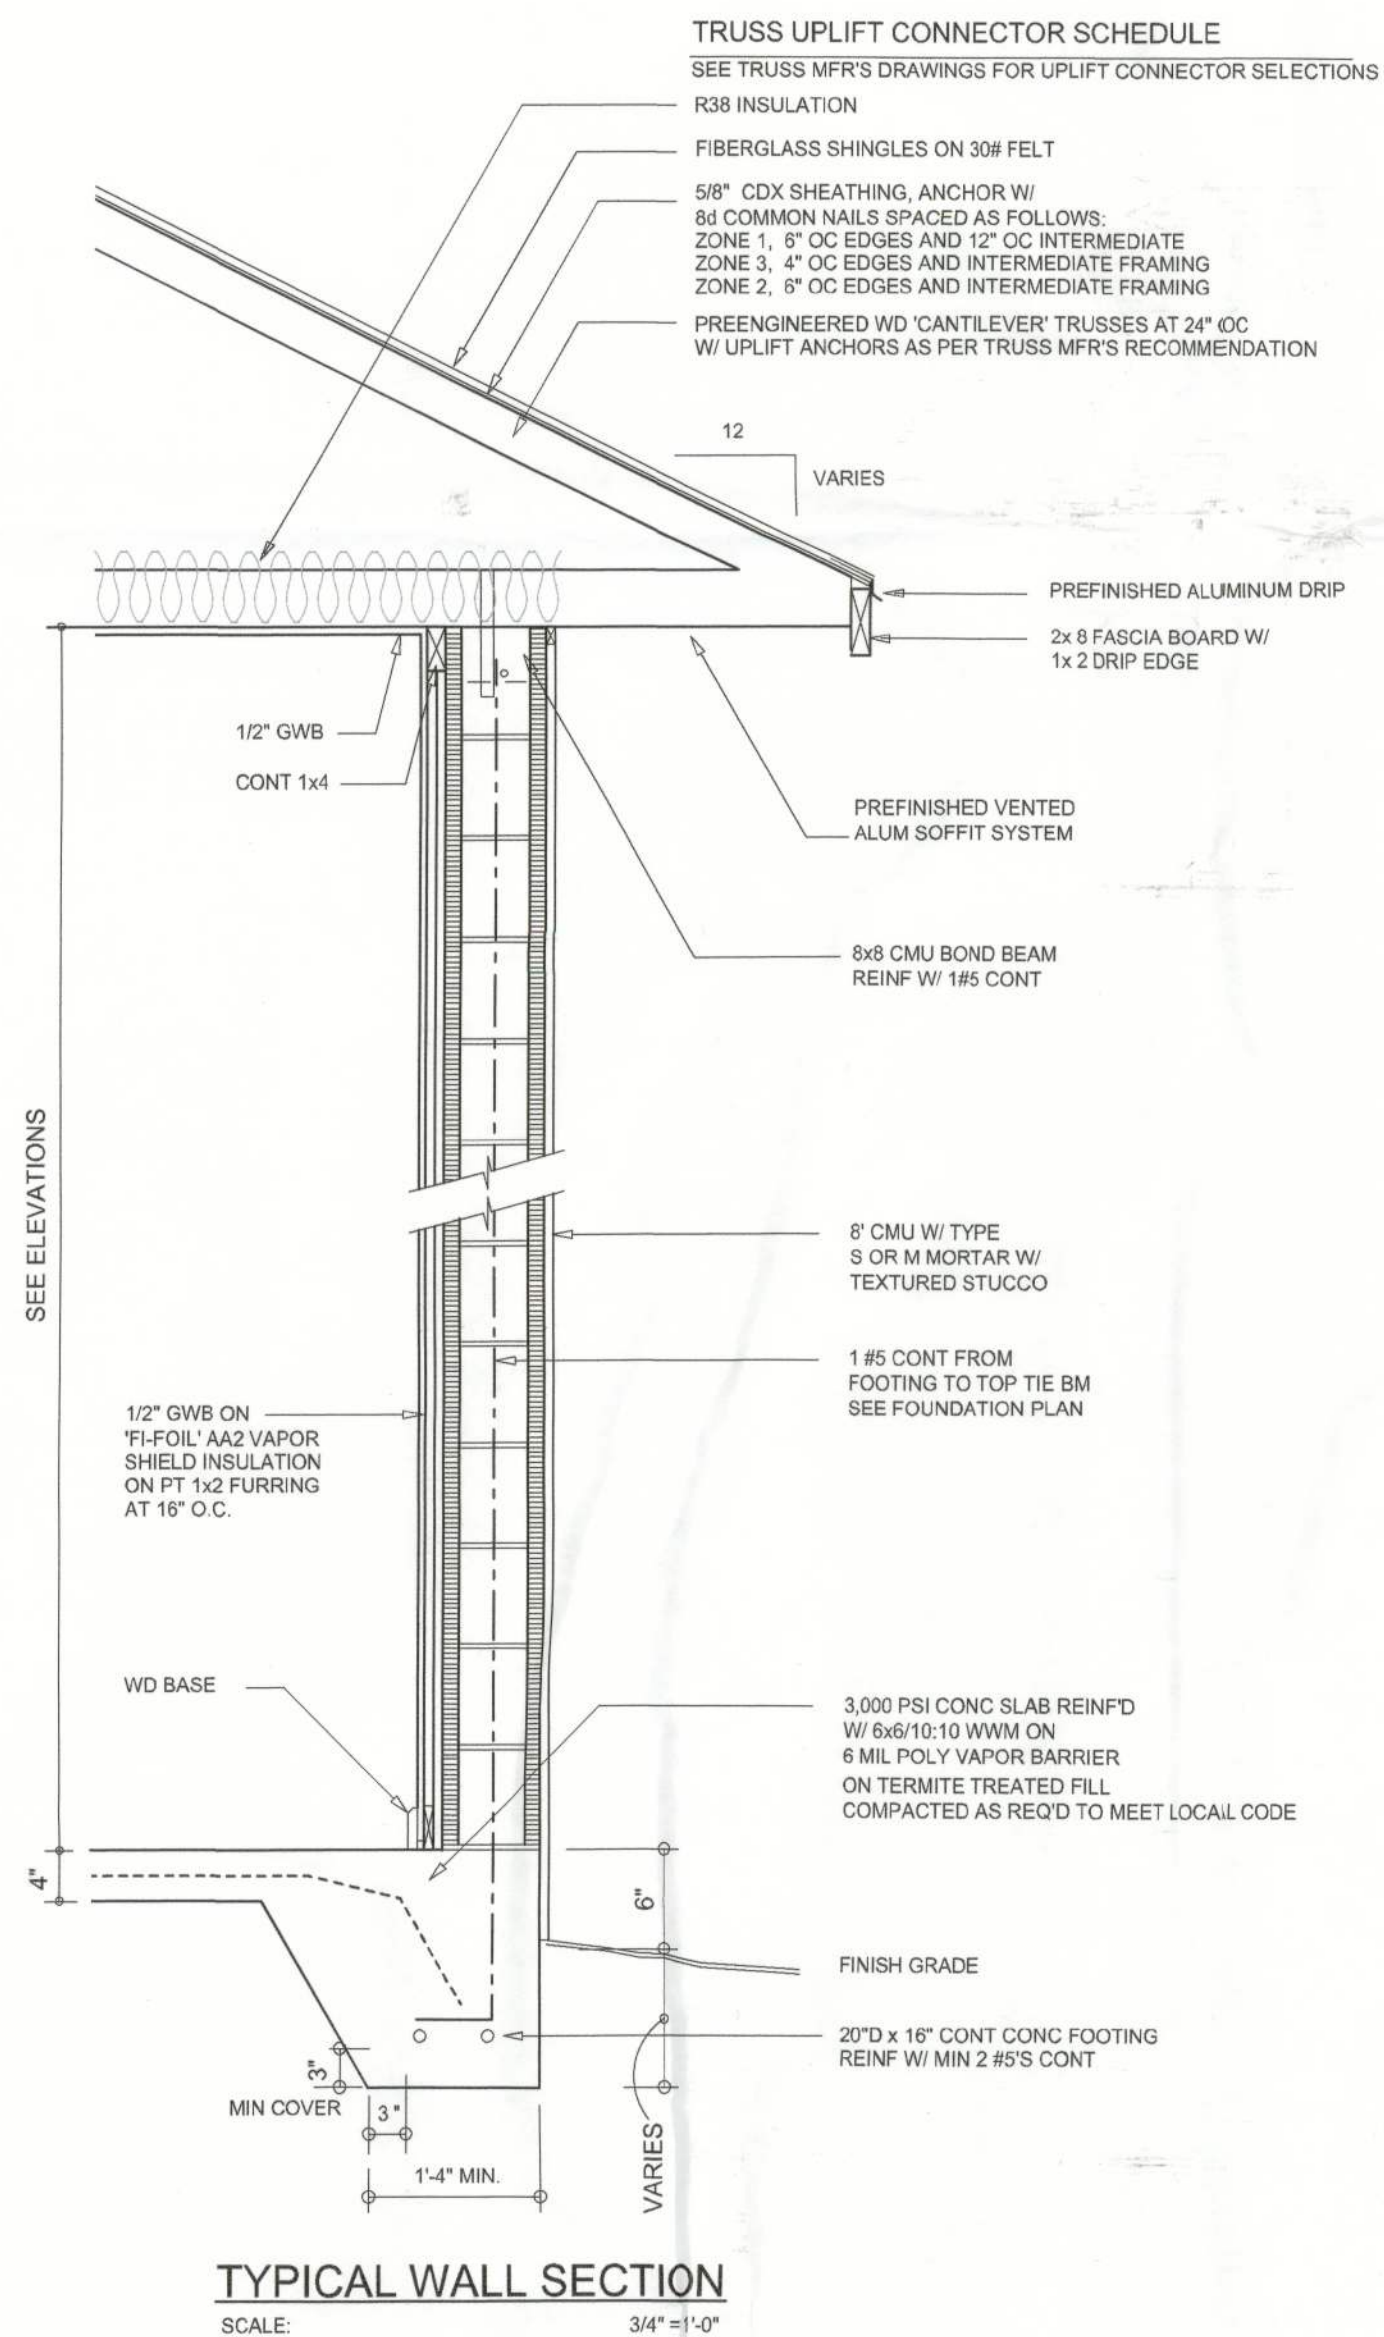 TRUSS UPLIFT CONNECTOR SCHEDULE
SEE TRUSS MFR'S DRAWINGS FOR UPLIFT CONNECTOR SELECTIONS
R38 INSULATION
FIBERGLASS SHINGLES ON 30# FELT
5/8" CDX SHEATHING, ANCHOR W/
8d COMMON NAILS SPACED AS FOLLOWS:
ZONE 1, 6" OC EDGES AND 12" OC INTERMEDIATE
ZONE 3, 4" OC EDGES AND INTERMEDIATE FRAMING
ZONE 2, 6" OC EDGES AND INTERMEDIATE FRAMING
PREENGINEERED WD 'CANTILEVER' TRUSSES AT 24" OC
W/ UPLIFT ANCHORS AS PER TRUSS MFR'S RECOMMENDATION
12
VARIES
PREFINISHED ALUMINUM DRIP
2x 8 FASCIA BOARD W/
1x 2 DRIP EDGE
1/2" GWB
CONT 1x4
PREFINISHED VENTED
ALUM SOFFIT SYSTEM
8x8 CMU BOND BEAM
REINF W/ 1#5 CONT
SEE ELEVATIONS
8' CMU W/ TYPE
S OR M MORTAR W/
TEXTURED STUCCO
1 #5 CONT FROM
FOOTING TO TOP TIE BM
SEE FOUNDATION PLAN
1/2" GWB ON
'FI-FOIL' AA2 VAPOR
SHIELD INSULATION
ON PT 1x2 FURRING
AT 16" O.C.
WD BASE
3,000 PSI CONC SLAB REINF'D
W/ 6x6/10:10 WWM ON
6 MIL POLY VAPOR BARRIER
ON TERMITE TREATED FILL
COMPACTED AS REQ'D TO MEET LOCAL CODE
4"
6"
FINISH GRADE
20"D x 16" CONT CONC FOOTING
REINF W/ MIN 2 #5'S CONT
3"
MIN COVER
3"
1'-4" MIN.
VARIES
TYPICAL WALL SECTION
SCALE: 3/4" =1'-0"